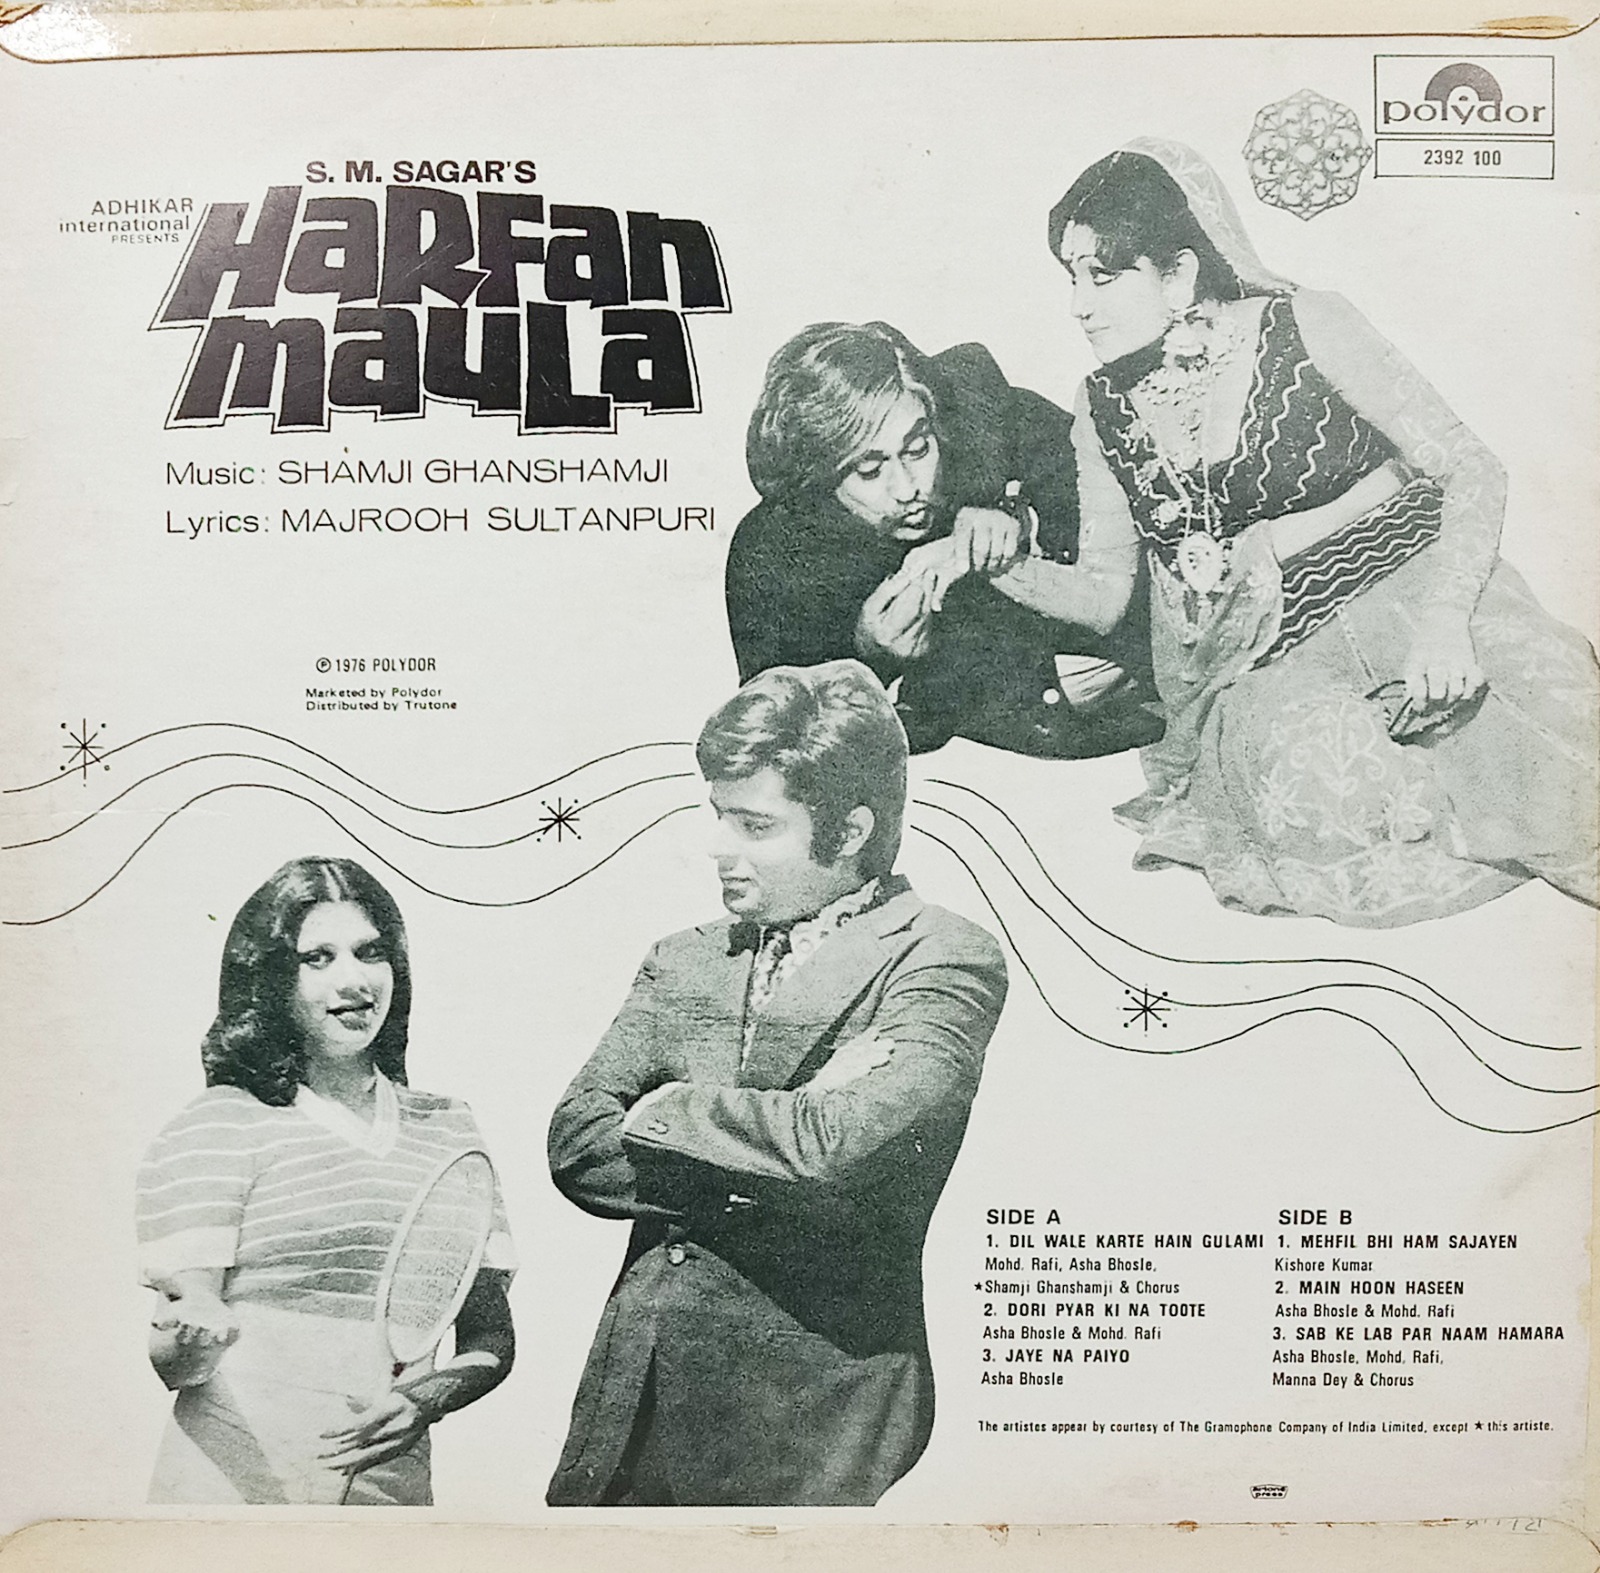 polydor
2392 100
S. M. SAGAR'S
ADHIKAR
international
PRESENTS
HARFAN
MAULA
Music: SHAMJI GHANSHAMJI
Lyrics: MAJROOH SULTANPURI
℗ 1976 POLYDOR
Marketed by Polydor
Distributed by Trutone
SIDE A
1. DIL WALE KARTE HAIN GULAMI
Mohd. Rafi, Asha Bhosle,
★Shamji Ghanshamji & Chorus
2. DORI PYAR KI NA TOOTE
Asha Bhosle & Mohd. Rafi
3. JAYE NA PAIYO
Asha Bhosle
SIDE B
1. MEHFIL BHI HAM SAJAYEN
Kishore Kumar
2. MAIN HOON HASEEN
Asha Bhosle & Mohd. Rafi
3. SAB KE LAB PAR NAAM HAMARA
Asha Bhosle, Mohd. Rafi,
Manna Dey & Chorus
The artistes appear by courtesy of The Gramophone Company of India Limited, except ★ this artiste.
press